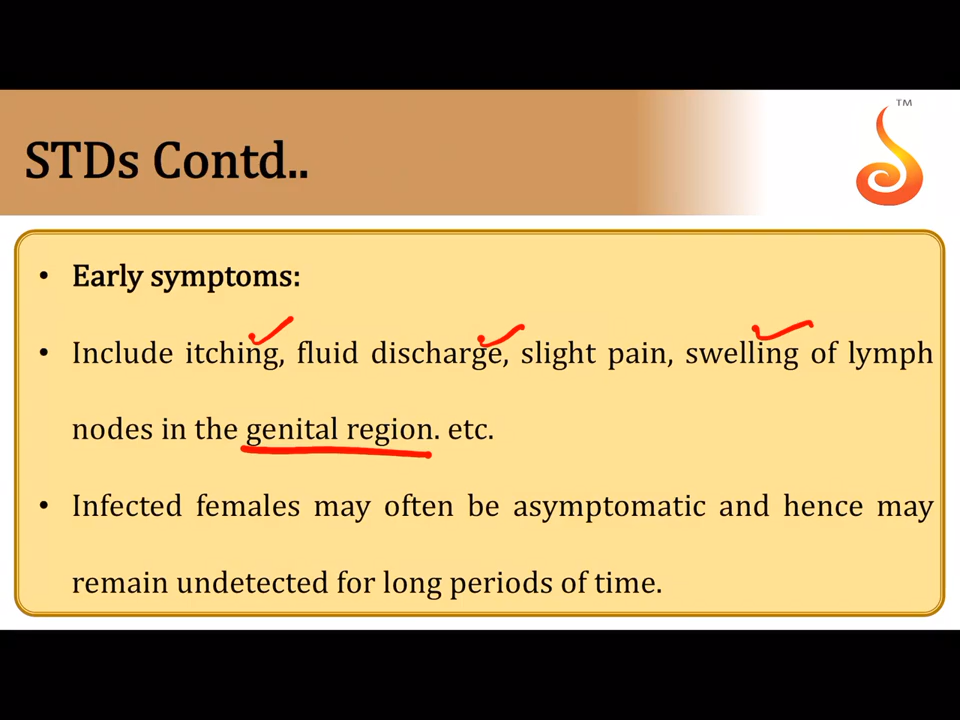 TM
STDs Contd..
• Early symptoms:
• Include itching, fluid discharge, slight pain, swelling of lymph
nodes in the genital region. etc.
• Infected females may often be asymptomatic and hence may
remain undetected for long periods of time.